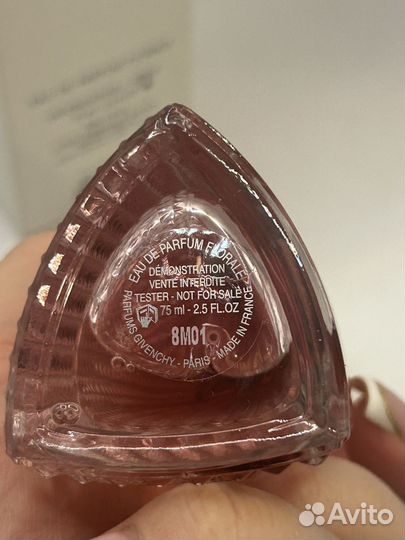 EAU DE PARFUM FLORALE
DÉMONSTRATION
VENTE INTERDITE
TESTER - NOT FOR SALE
75 ml - 2.5 FL.OZ
8M01
PARFUMS GIVENCHY - PARIS - MADE IN FRANCE
Avito